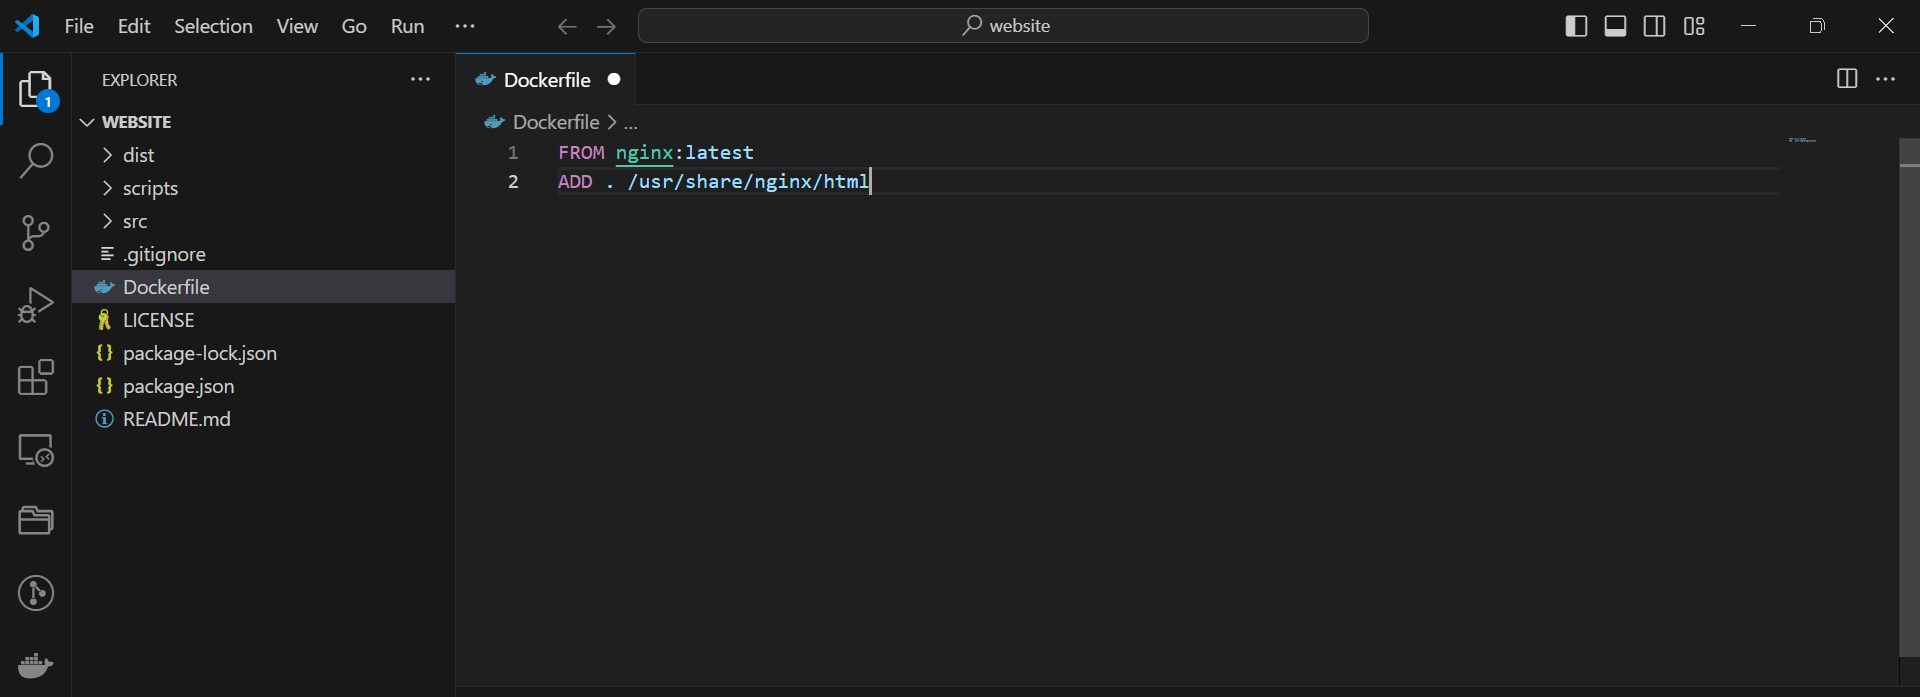 File Edit Selection View Go Run ··· website
EXPLORER ···
1
WEBSITE
dist
scripts
src
.gitignore
Dockerfile
LICENSE
package-lock.json
package.json
README.md
Dockerfile
Dockerfile > ...
1 FROM nginx:latest
2 ADD . /usr/share/nginx/html